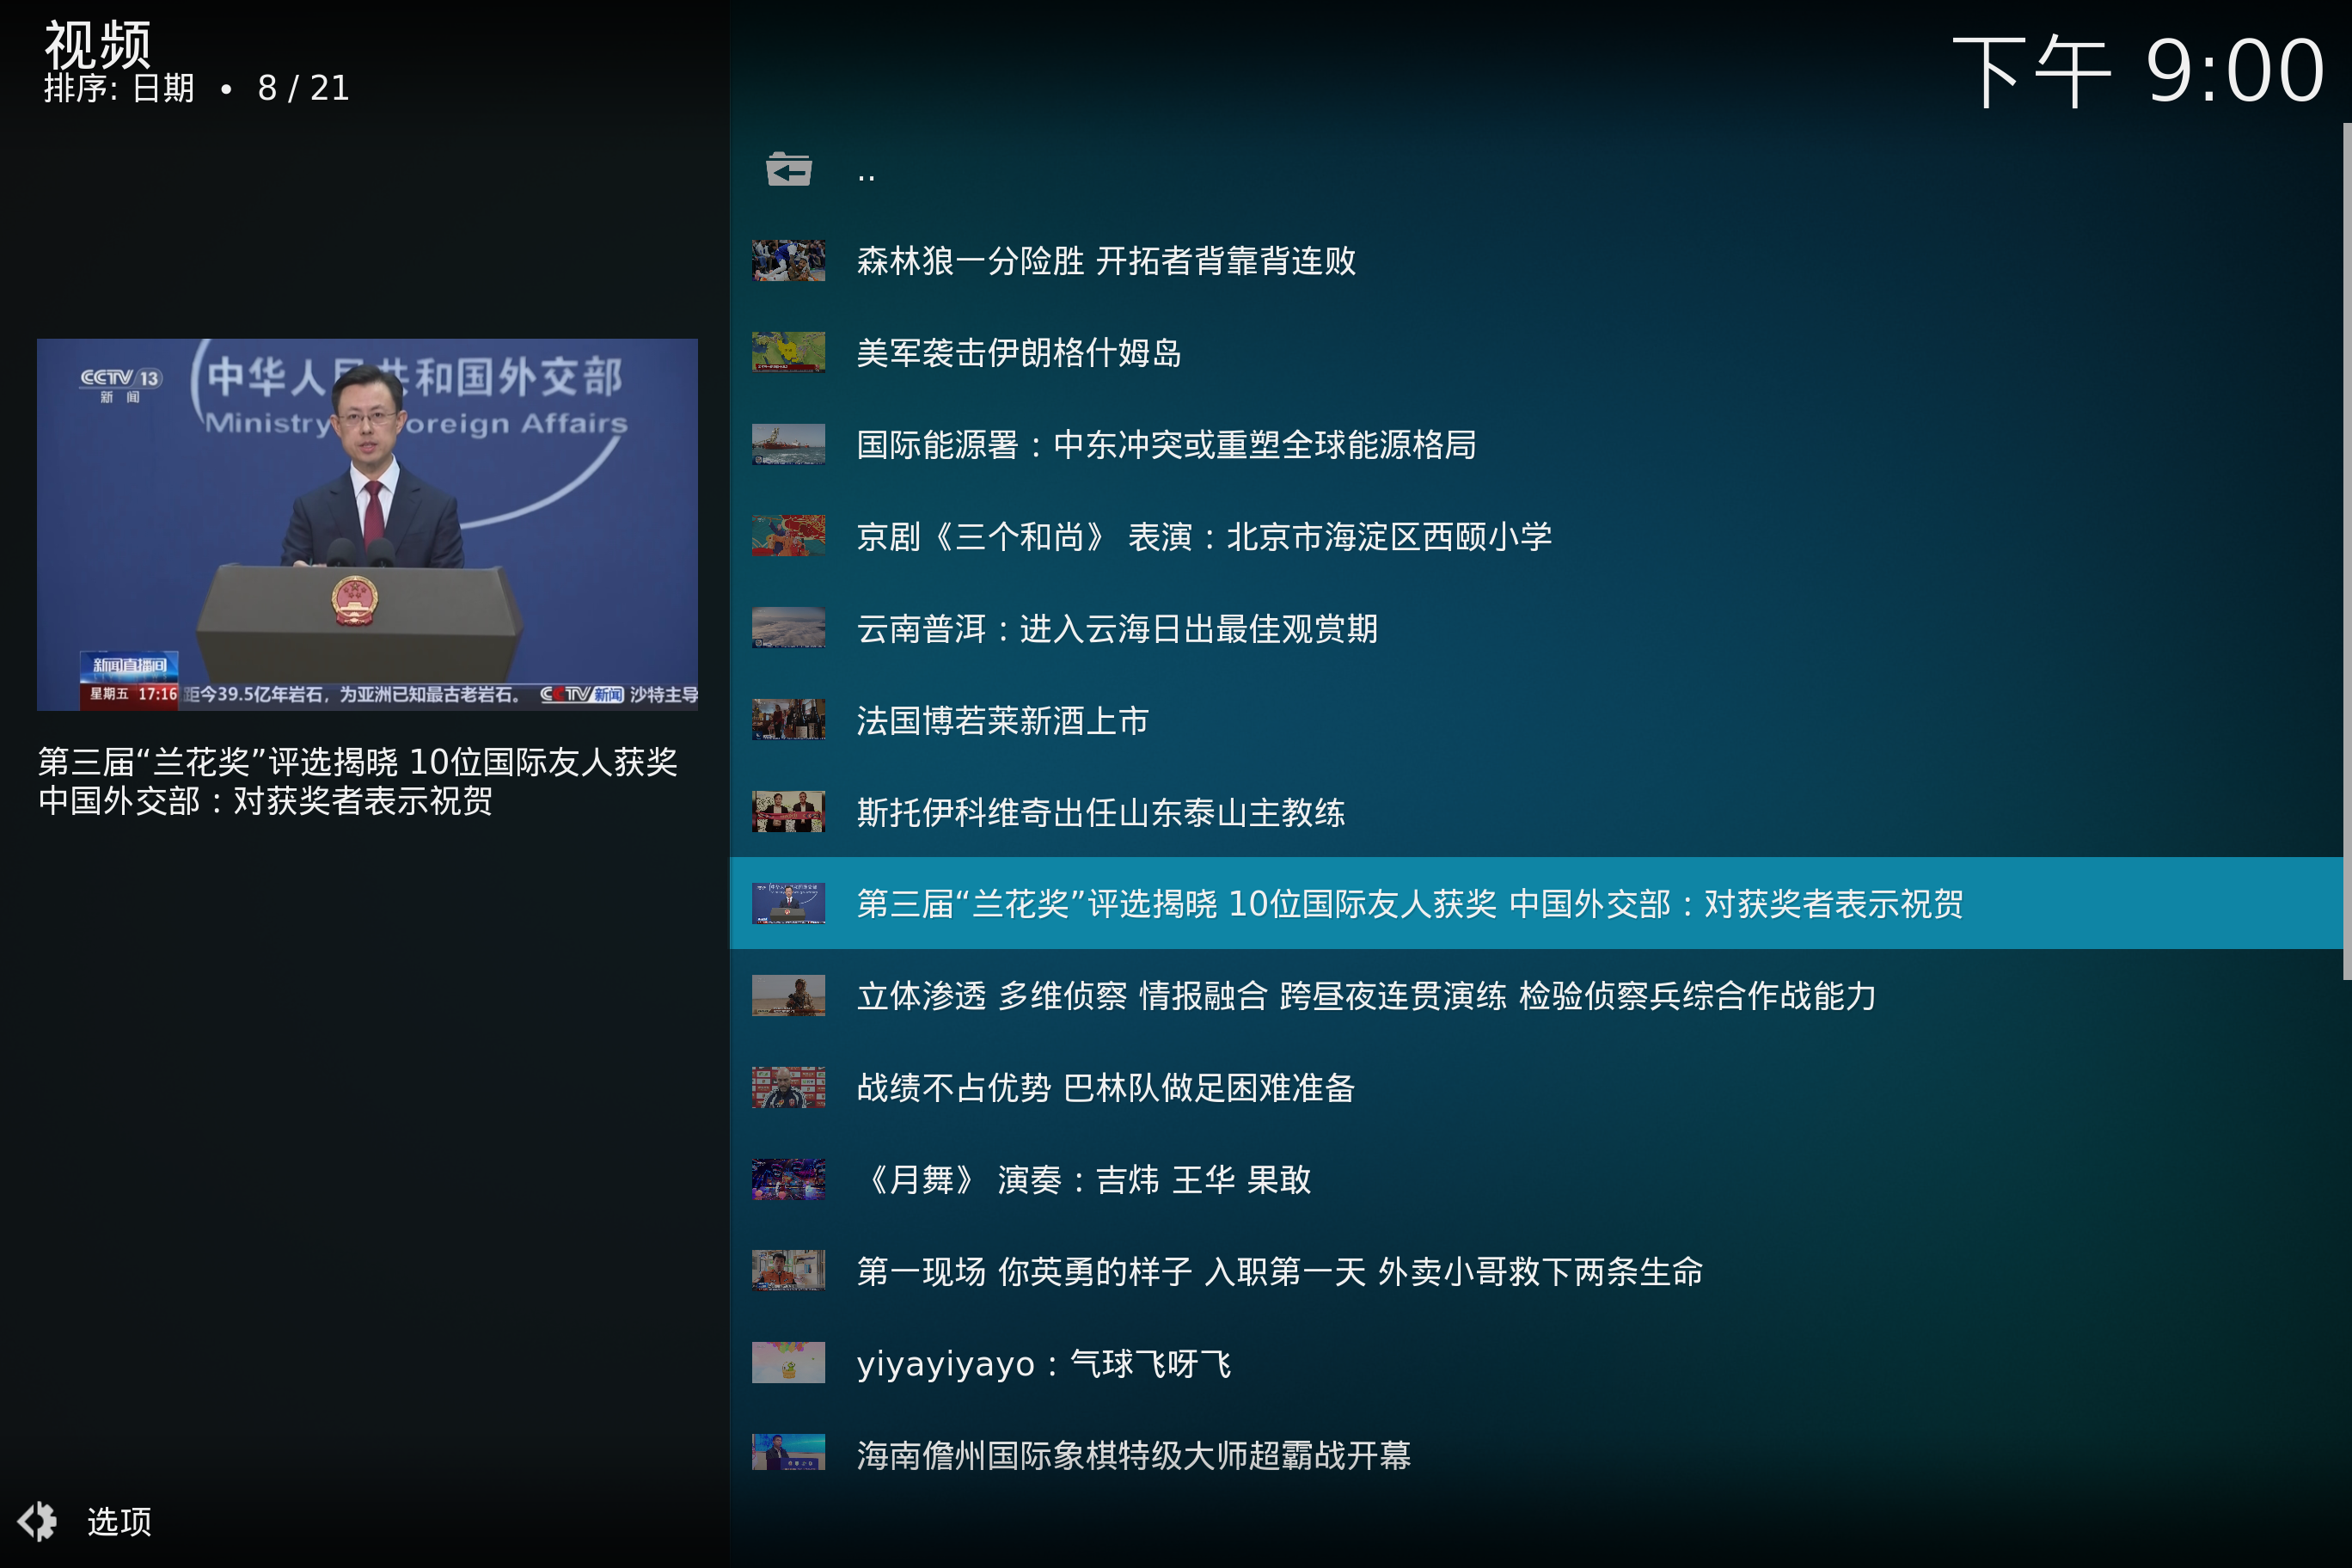 视频
排序: 日期 • 8 / 21
下午 9:00
..
森林狼一分险胜 开拓者背靠背连败
美军袭击伊朗格什姆岛
国际能源署：中东冲突或重塑全球能源格局
京剧《三个和尚》 表演：北京市海淀区西颐小学
云南普洱：进入云海日出最佳观赏期
法国博若莱新酒上市
斯托伊科维奇出任山东泰山主教练
第三届“兰花奖”评选揭晓 10位国际友人获奖 中国外交部：对获奖者表示祝贺
立体渗透 多维侦察 情报融合 跨昼夜连贯演练 检验侦察兵综合作战能力
战绩不占优势 巴林队做足困难准备
《月舞》 演奏：吉炜 王华 果敢
第一现场 你英勇的样子 入职第一天 外卖小哥救下两条生命
yiyayiyayo：气球飞呀飞
海南儋州国际象棋特级大师超霸战开幕
CCTV 13
新闻
中华人民共和国外交部
Ministry Foreign Affairs
新闻直播间
星期五 17:16 距今39.5亿年岩石，为亚洲已知最古老岩石。 CCTV 新闻 沙特主导
第三届“兰花奖”评选揭晓 10位国际友人获奖
中国外交部：对获奖者表示祝贺
选项